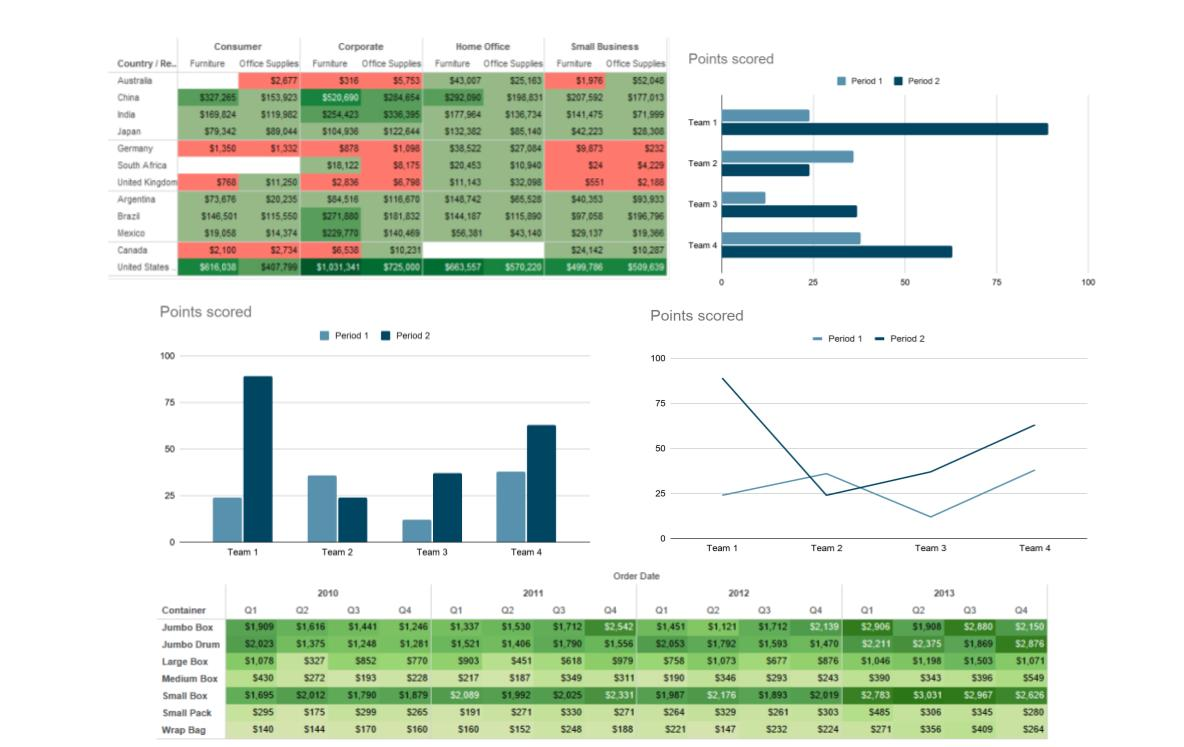 Consumer Corporate Home Office Small Business
Country / Re.. Furniture Office Supplies Furniture Office Supplies Furniture Office Supplies Furniture Office Supplies
Australia $2,677 $316 $5,753 $43,007 $25,163 $1,976 $52,048
China $327,265 $153,923 $520,690 $284,654 $292,090 $198,831 $207,592 $177,013
India $169,824 $119,982 $254,423 $336,395 $177,964 $136,734 $141,475 $71,999
Japan $79,342 $89,044 $104,936 $122,644 $132,382 $85,140 $42,223 $28,308
Germany $1,350 $1,332 $878 $1,098 $38,522 $27,084 $9,873 $232
South Africa $18,122 $8,175 $20,453 $10,940 $24 $4,229
United Kingdom $768 $11,250 $2,836 $6,798 $11,143 $32,098 $551 $2,188
Argentina $73,676 $20,235 $84,516 $116,670 $148,742 $65,528 $40,353 $93,933
Brazil $146,501 $115,550 $271,880 $181,832 $144,187 $115,890 $97,058 $196,796
Mexico $19,058 $14,374 $229,770 $140,469 $56,381 $43,140 $29,137 $19,366
Canada $2,100 $2,734 $6,538 $10,231 $24,142 $10,287
United States .. $616,038 $407,799 $1,031,341 $725,000 $663,557 $570,220 $499,786 $509,639
Points scored
Period 1 Period 2
Team 1
Team 2
Team 3
Team 4
0 25 50 75 100
Points scored
Period 1 Period 2
100
75
50
25
0
Team 1 Team 2 Team 3 Team 4
Points scored
Period 1 Period 2
100
75
50
25
0
Team 1 Team 2 Team 3 Team 4
Order Date
2010 2011 2012 2013
Container Q1 Q2 Q3 Q4 Q1 Q2 Q3 Q4 Q1 Q2 Q3 Q4 Q1 Q2 Q3 Q4
Jumbo Box $1,909 $1,616 $1,441 $1,246 $1,337 $1,530 $1,712 $2,542 $1,451 $1,121 $1,712 $2,139 $2,906 $1,908 $2,880 $2,150
Jumbo Drum $2,023 $1,375 $1,248 $1,281 $1,521 $1,406 $1,790 $1,556 $2,053 $1,792 $1,593 $1,470 $2,211 $2,375 $1,869 $2,876
Large Box $1,078 $327 $852 $770 $903 $451 $618 $979 $758 $1,073 $677 $876 $1,046 $1,198 $1,503 $1,071
Medium Box $430 $272 $193 $228 $217 $187 $349 $311 $190 $346 $293 $243 $390 $343 $396 $549
Small Box $1,695 $2,012 $1,790 $1,879 $2,089 $1,992 $2,025 $2,331 $1,987 $2,176 $1,893 $2,019 $2,783 $3,031 $2,967 $2,626
Small Pack $295 $175 $299 $265 $191 $271 $330 $271 $264 $329 $261 $303 $485 $306 $345 $280
Wrap Bag $140 $144 $170 $160 $160 $152 $248 $188 $221 $147 $232 $224 $271 $356 $409 $264